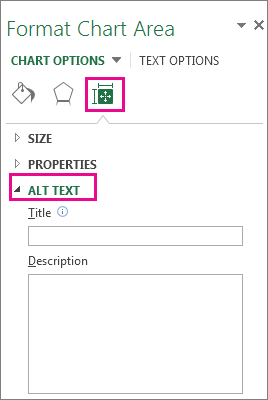 Format Chart Area
CHART OPTIONS TEXT OPTIONS
SIZE
PROPERTIES
ALT TEXT
Title
Description